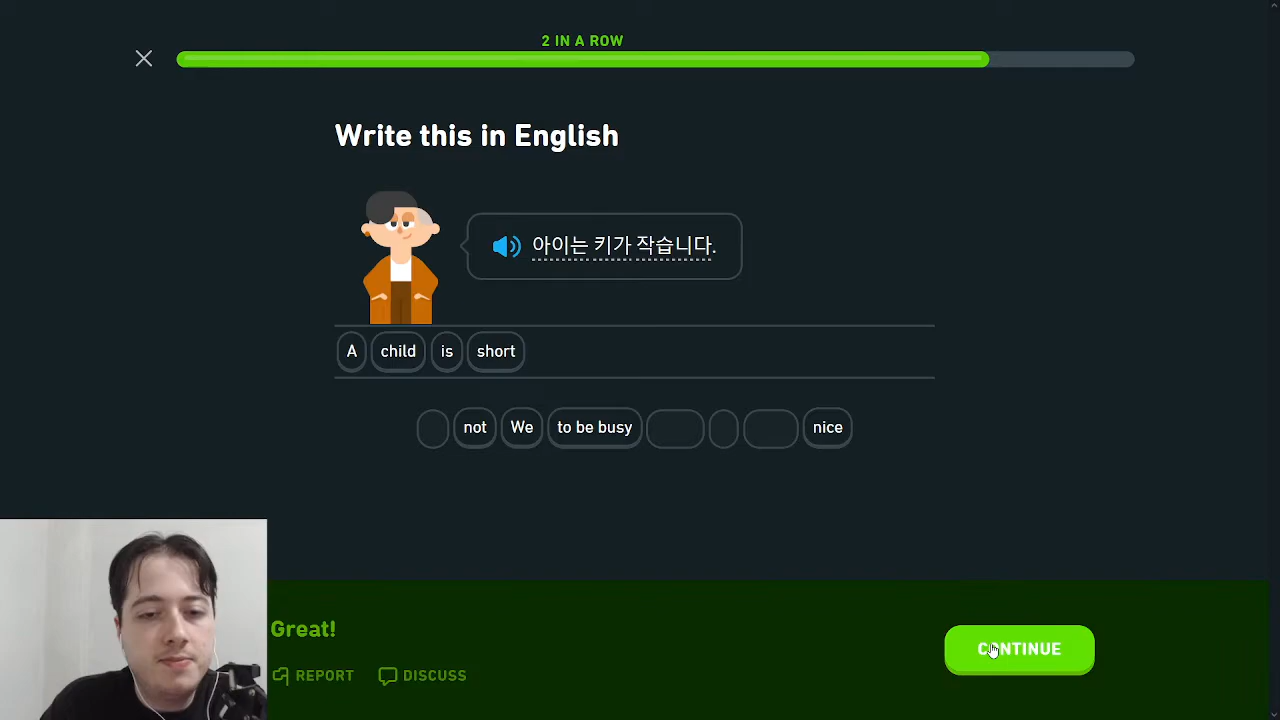 2 IN A ROW
Write this in English
아이는 키가 작습니다.
A child is short
not We to be busy nice
Great!
CONTINUE
REPORT DISCUSS